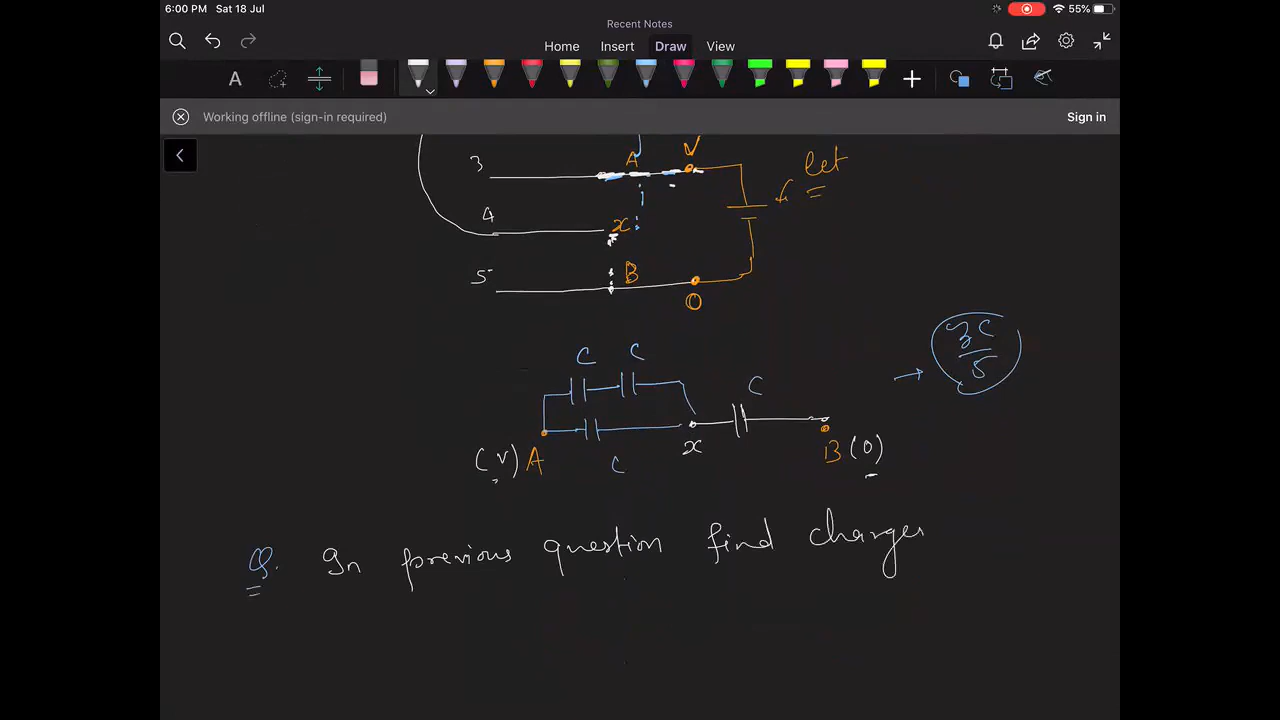 6:00 PM Sat 18 Jul
55%
Recent Notes
Home Insert Draw View
A
Working offline (sign-in required)
Sign in
3
A
V
let
4
x
5
B
0
C C
C
3C
5
(V) A
C
x
B (0)
Q. In previous question find charges